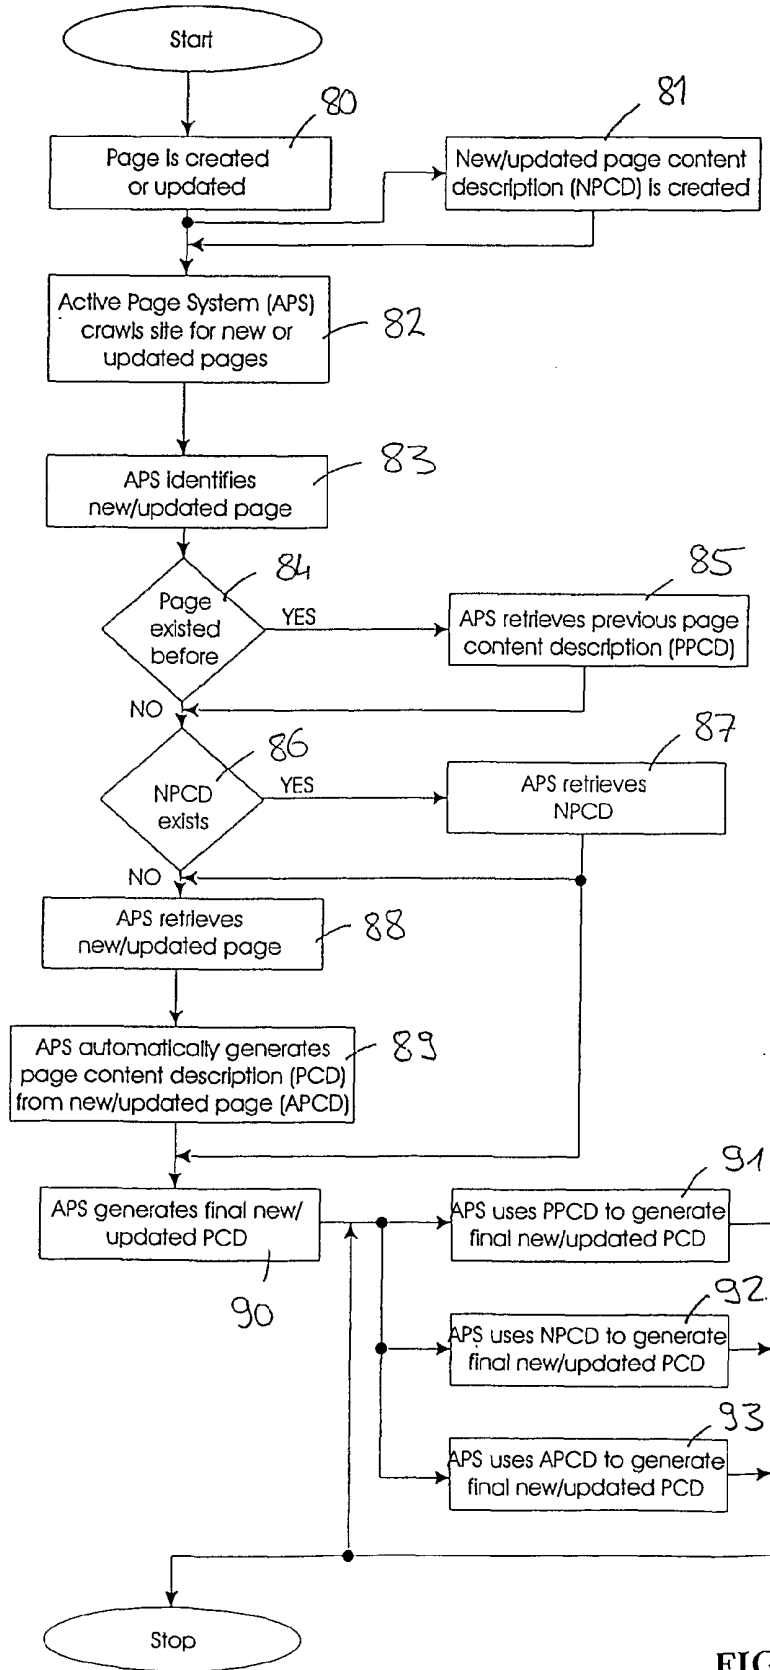 Start
80
Page is created
or updated
81
New/updated page content
description (NPCD) is created
Active Page System (APS)
crawls site for new or
updated pages
82
APS identifies
new/updated page
83
84
Page
existed
before
YES
85
APS retrieves previous page
content description (PPCD)
NO
86
NPCD
exists
YES
87
APS retrieves
NPCD
NO
APS retrieves
new/updated page
88
APS automatically generates
page content description (PCD)
from new/updated page (APCD)
89
APS generates final new/
updated PCD
90
91
APS uses PPCD to generate
final new/updated PCD
92
APS uses NPCD to generate
final new/updated PCD
93
APS uses APCD to generate
final new/updated PCD
Stop
FIG